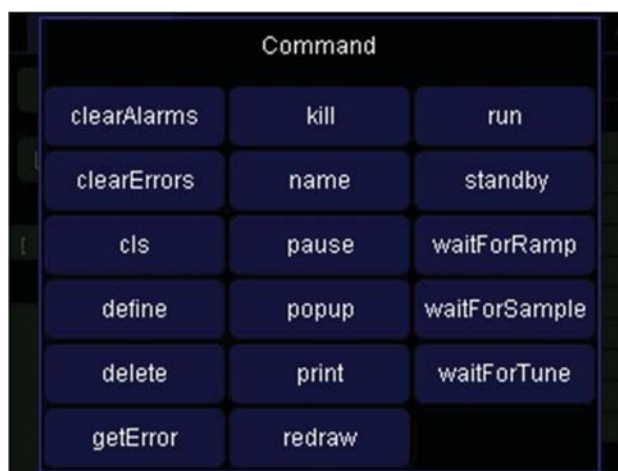 Command
clearAlarms kill run
clearErrors name standby
cls pause waitForRamp
define popup waitForSample
delete print waitForTune
getError redraw